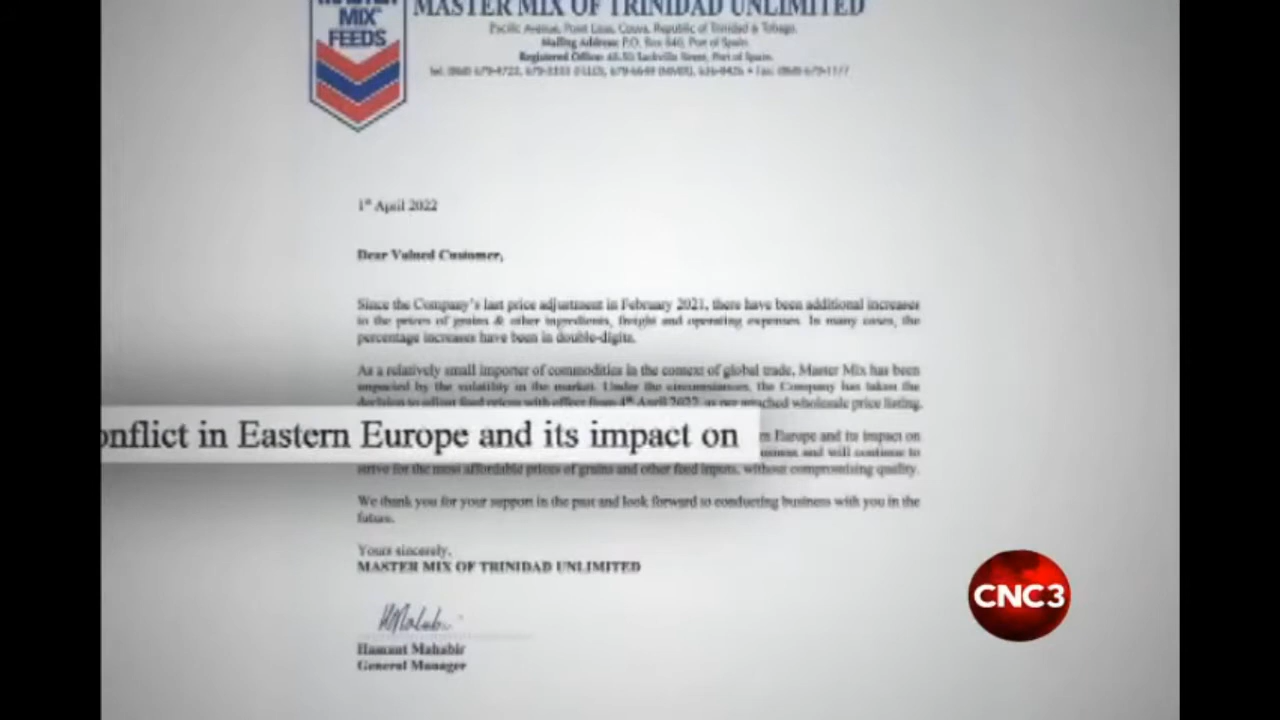 MASTER MIX OF TRINIDAD UNLIMITED
MIX
FEEDS
Pacific Avenue, Point Lisas, Couva, Republic of Trinidad & Tobago.
Mailing Address: P.O. Box Port of Spain.
Registered Office: Sackville Street, Port of Spain.
1st April 2022
Dear Valued Customer,
Since the Company's last price adjustment in February 2021, there have been additional increases
in the prices of grains & other ingredients, freight and operating expenses. In many cases, the
percentage increases have been in double-digits.
As a relatively small importer of commodities in the context of global trade, Master Mix has been
impacted by the volatility in the market. Under the circumstances, the Company has taken the
decision to adjust feed prices with effect from 4th April 2022, as per attached wholesale price listing.
onflict in Eastern Europe and its impact on
n Europe and its impact on
usiness and will continue to
strive for the most affordable prices of grains and other feed inputs, without compromising quality.
We thank you for your support in the past and look forward to conducting business with you in the
future.
Yours sincerely,
MASTER MIX OF TRINIDAD UNLIMITED
Hamant Mahabir
General Manager
CNC3